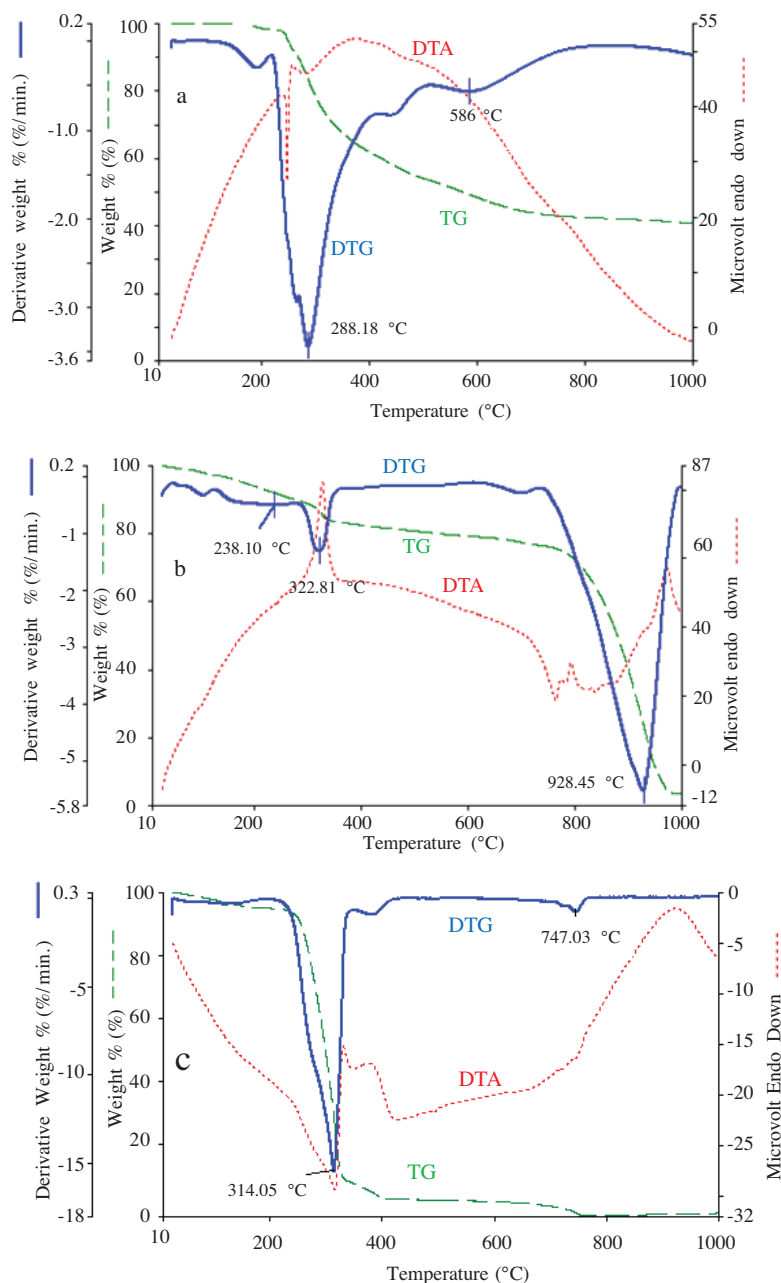 0.2
100
55
DTA
a
586 °C
-1.0
80
40
60
-2.0
40
TG
20
DTG
-3.0
20
288.18 °C
0
-3.6
0
10
200
400
600
800
1000
Temperature (°C)
Derivative weight % (%/min.)
Weight % (%)
Microvolt endo down
0.2
100
87
DTG
-1
80
238.10 °C
TG
60
b
322.81 °C
-2
60
DTA
40
-3
40
-4
20
20
-5
928.45 °C
0
-5.8
0
-12
10
200
400
600
800
1000
Temperature (°C)
Derivative weight % (%/min.)
Weight % (%)
Microvolt endo down
0.3
100
0
DTG
747.03 °C
80
-5
-5
-10
60
-15
-10
c
40
DTA
-20
20
-25
-15
TG
314.05 °C
-30
-18
0
-32
10
200
400
600
800
1000
Temperature (°C)
Derivative Weight % (%/min.)
Weight % (%)
Microvolt Endo Down